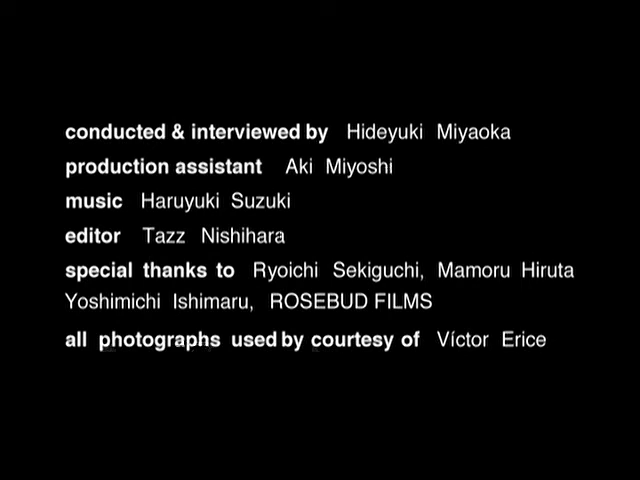 conducted & interviewed by Hideyuki Miyaoka
production assistant Aki Miyoshi
music Haruyuki Suzuki
editor Tazz Nishihara
special thanks to Ryoichi Sekiguchi, Mamoru Hiruta
Yoshimichi Ishimaru, ROSEBUD FILMS
all photographs used by courtesy of Víctor Erice